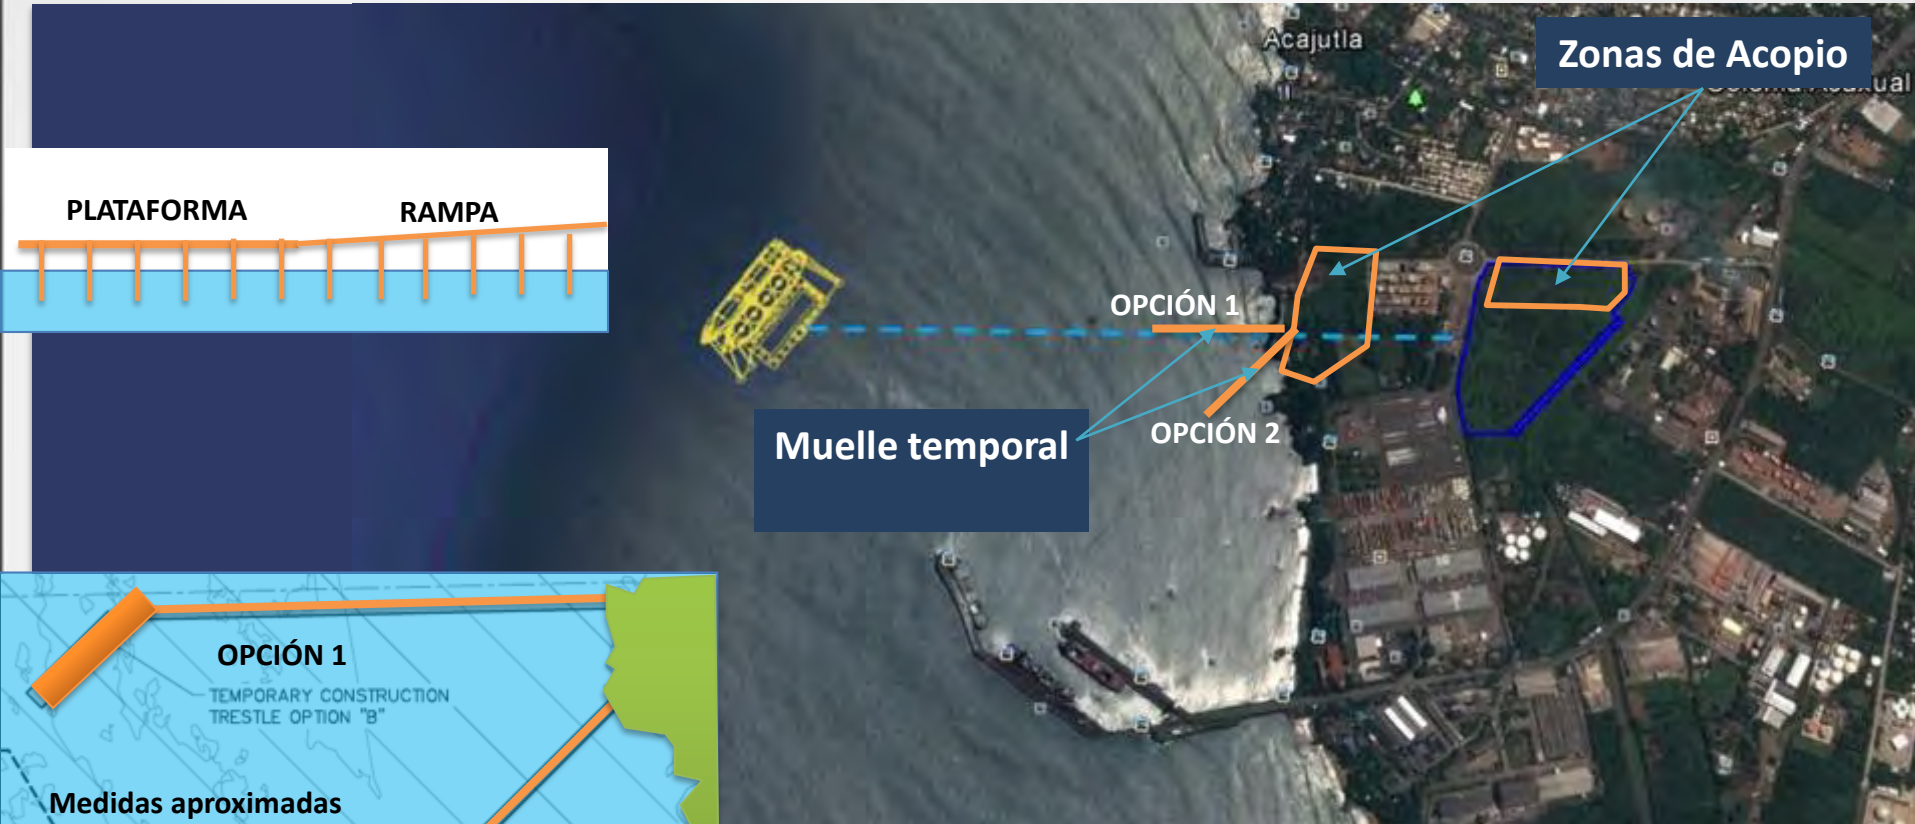 Acajutla
Zonas de Acopio
PLATAFORMA
RAMPA
OPCIÓN 1
Muelle temporal
OPCIÓN 2
OPCIÓN 1
TEMPORARY CONSTRUCTION
TRESTLE OPTION "B"
Medidas aproximadas